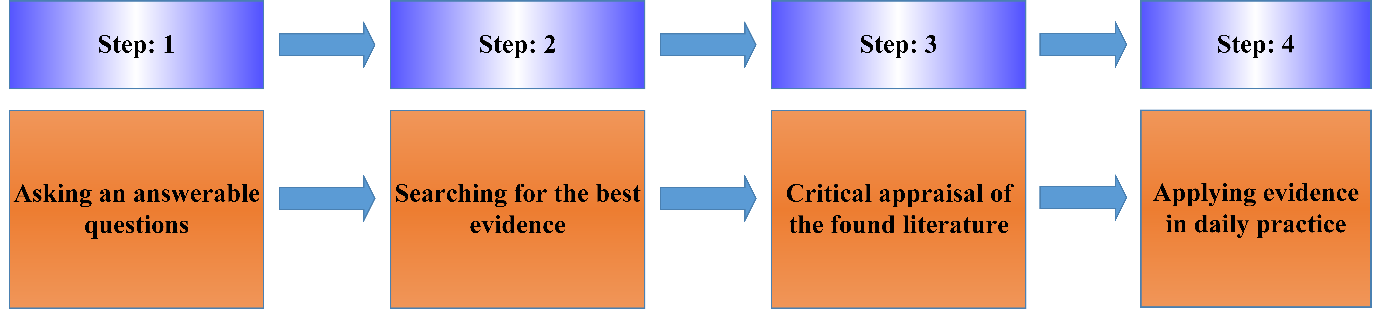 Step: 1
Step: 2
Step: 3
Step: 4
Asking an answerable
questions
Searching for the best
evidence
Critical appraisal of
the found literature
Applying evidence
in daily practice